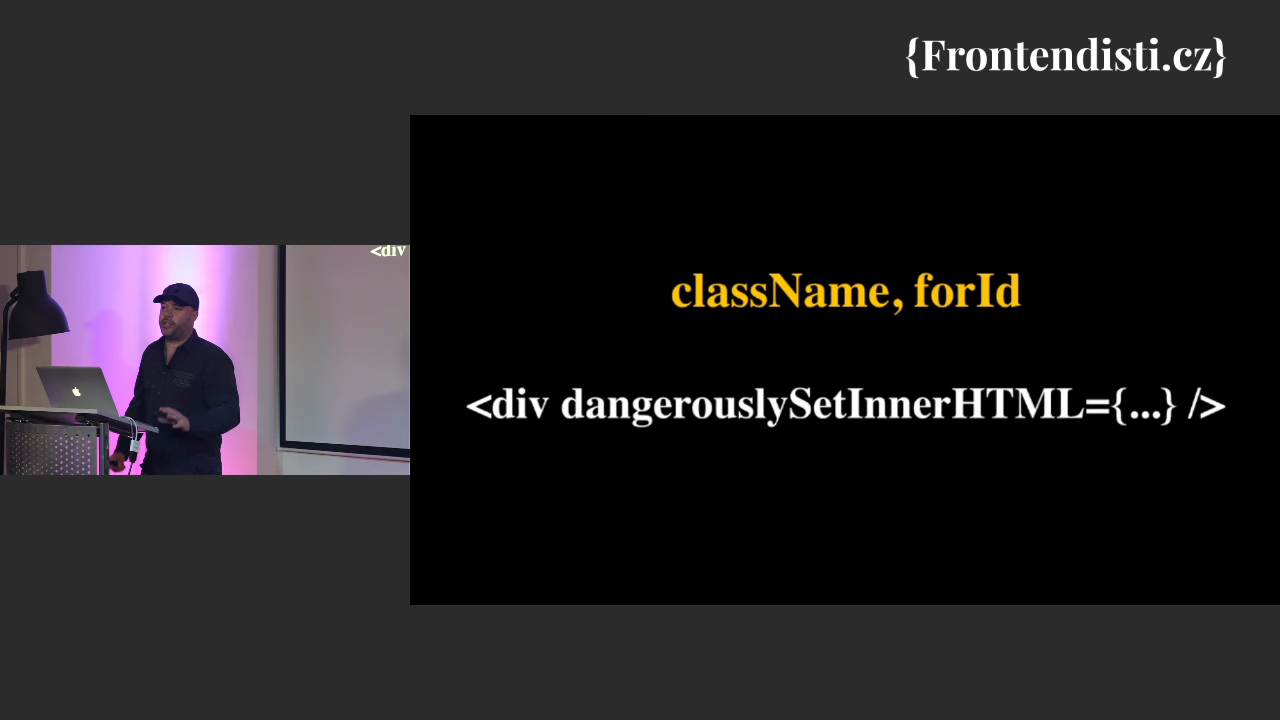 {Frontendisti.cz}
<div
className, forId
<div dangerouslySetInnerHTML={...} />